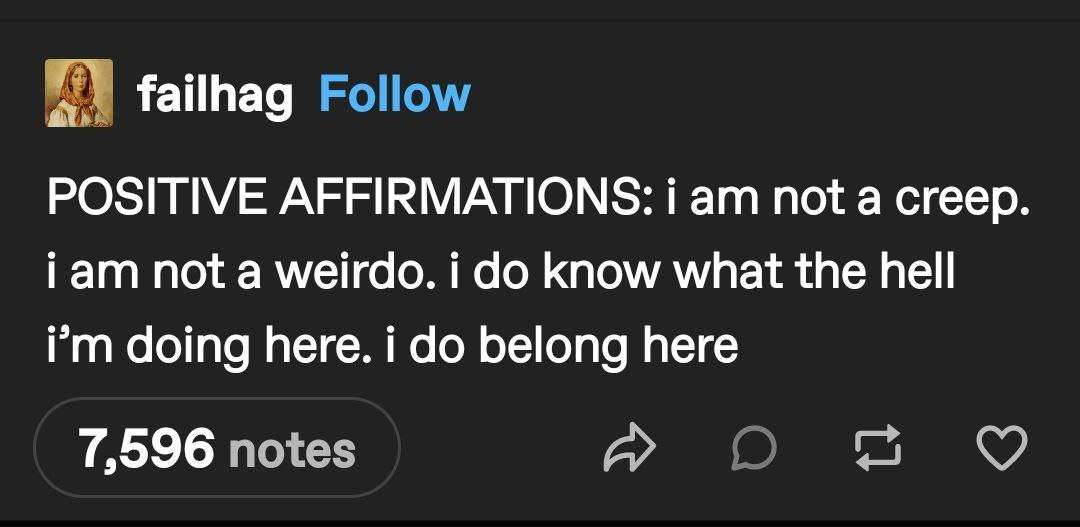 failhag Follow
POSITIVE AFFIRMATIONS: i am not a creep.
i am not a weirdo. i do know what the hell
i’m doing here. i do belong here
7,596 notes